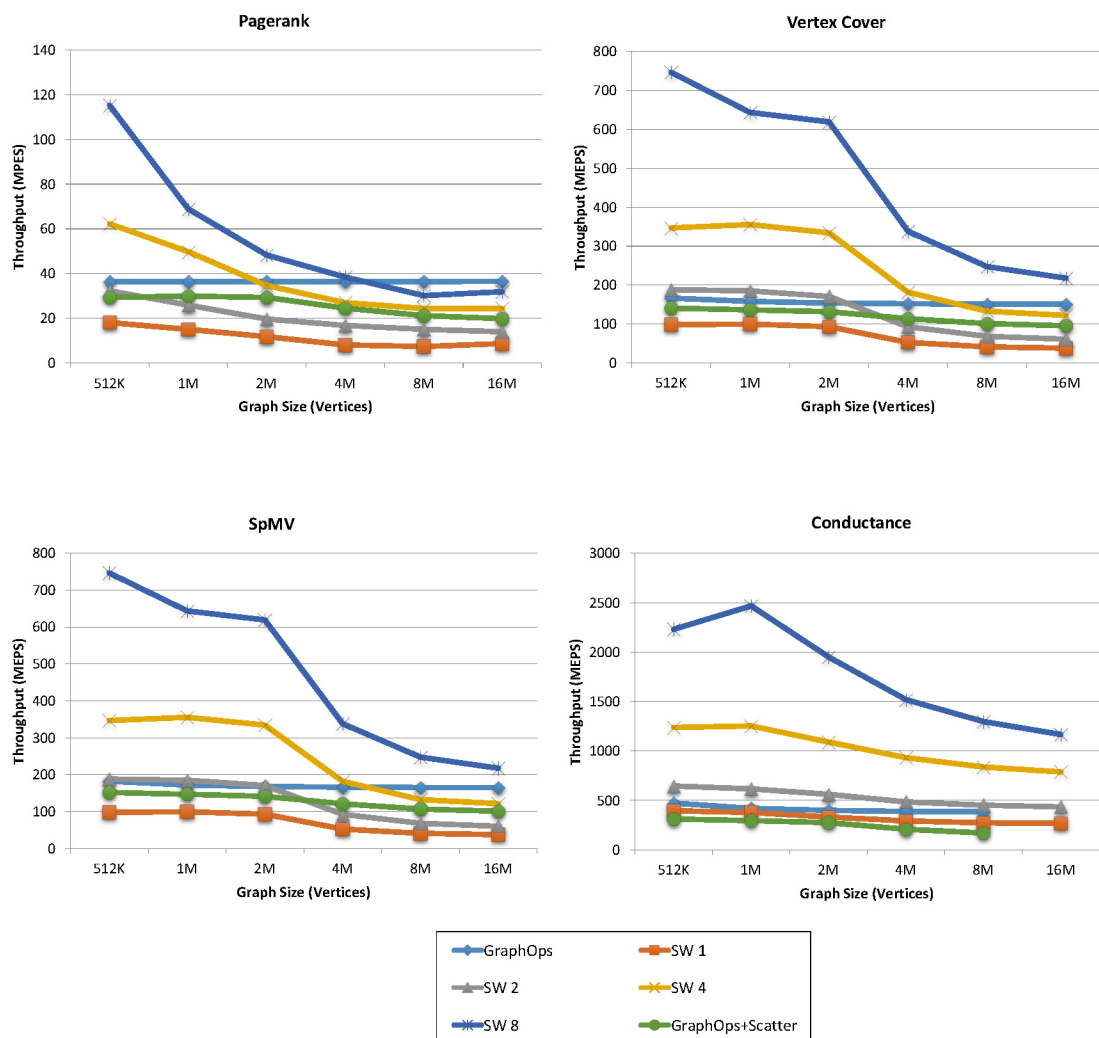 Pagerank
Throughput (MPES)
140
120
100
80
60
40
20
0
512K 1M 2M 4M 8M 16M
Graph Size (Vertices)
Vertex Cover
Throughput (MEPS)
800
700
600
500
400
300
200
100
0
512K 1M 2M 4M 8M 16M
Graph Size (Vertices)
SpMV
Throughput (MEPS)
800
700
600
500
400
300
200
100
0
512K 1M 2M 4M 8M 16M
Graph Size (Vertices)
Conductance
Throughput (MEPS)
3000
2500
2000
1500
1000
500
0
512K 1M 2M 4M 8M 16M
Graph Size (Vertices)
GraphOps SW 1
SW 2 SW 4
SW 8 GraphOps+Scatter